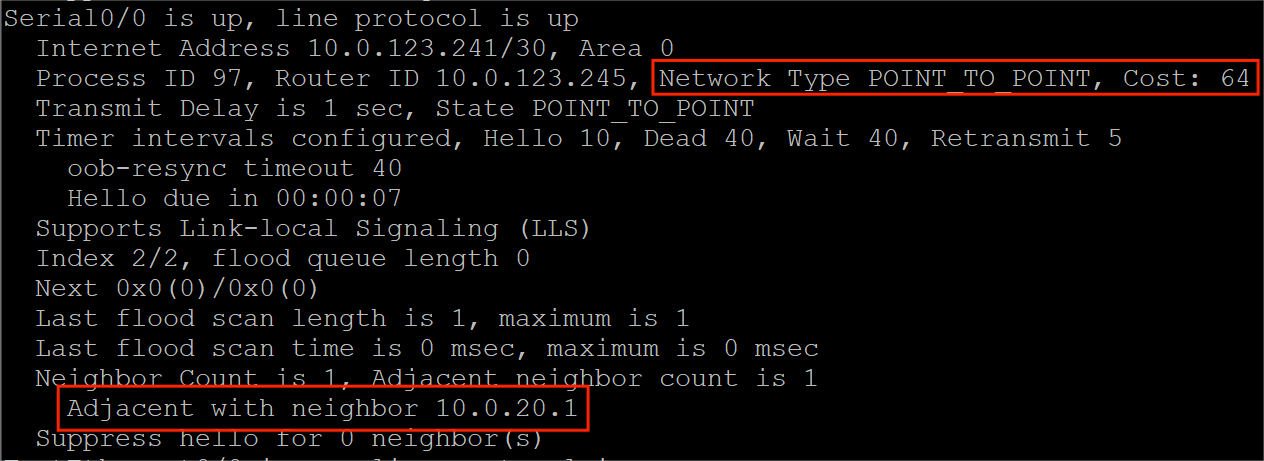 Serial0/0 is up, line protocol is up
Internet Address 10.0.123.241/30, Area 0
Process ID 97, Router ID 10.0.123.245, Network Type POINT_TO_POINT, Cost: 64
Transmit Delay is 1 sec, State POINT_TO_POINT
Timer intervals configured, Hello 10, Dead 40, Wait 40, Retransmit 5
oob-resync timeout 40
Hello due in 00:00:07
Supports Link-local Signaling (LLS)
Index 2/2, flood queue length 0
Next 0x0(0)/0x0(0)
Last flood scan length is 1, maximum is 1
Last flood scan time is 0 msec, maximum is 0 msec
Neighbor Count is 1, Adjacent neighbor count is 1
Adjacent with neighbor 10.0.20.1
Suppress hello for 0 neighbor(s)